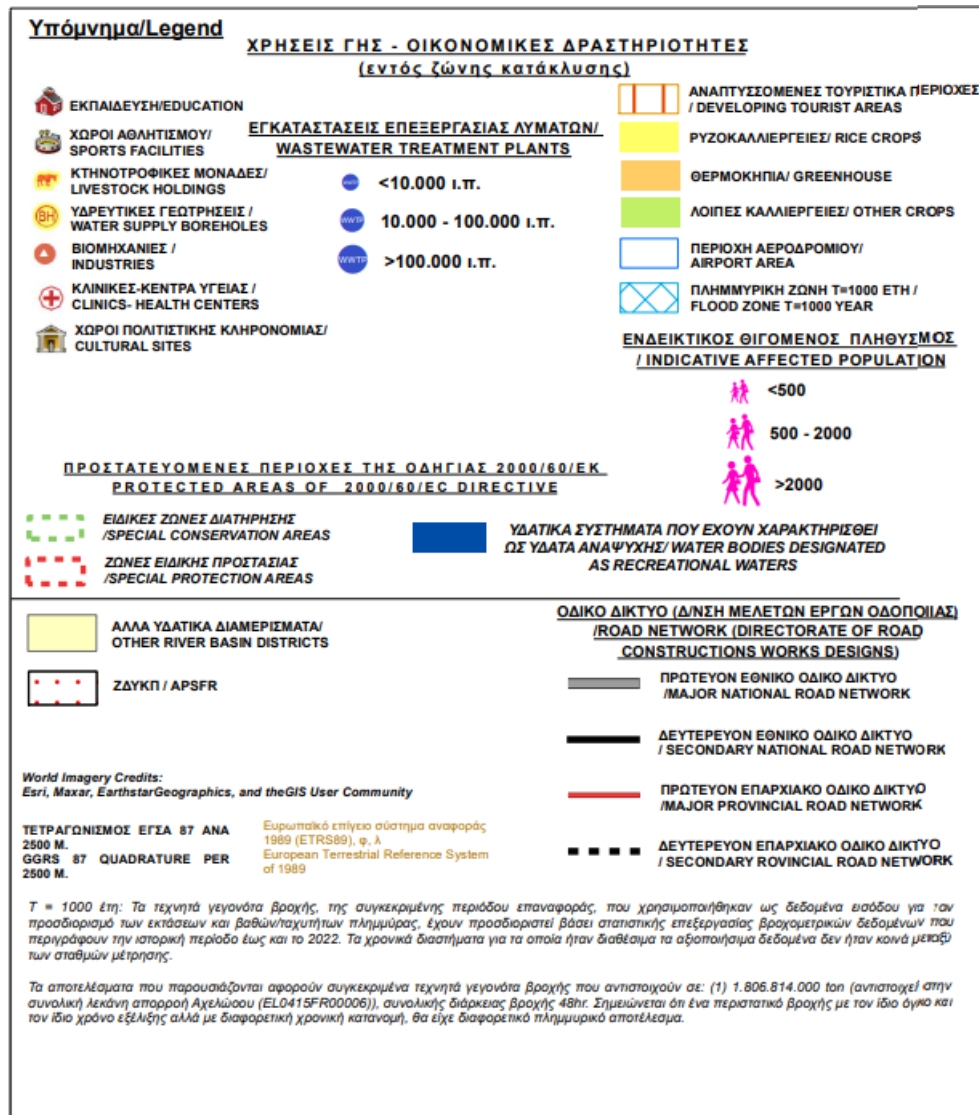 Υπόμνημα/Legend
ΧΡΗΣΕΙΣ ΓΗΣ - ΟΙΚΟΝΟΜΙΚΕΣ ΔΡΑΣΤΗΡΙΟΤΗΤΕΣ
(εντός ζώνης κατάκλυσης)
ΕΚΠΑΙΔΕΥΣΗ/EDUCATION
ΧΩΡΟΙ ΑΘΛΗΤΙΣΜΟΥ/
SPORTS FACILITIES
ΚΤΗΝΟΤΡΟΦΙΚΕΣ ΜΟΝΑΔΕΣ/
LIVESTOCK HOLDINGS
BH
ΥΔΡΕΥΤΙΚΕΣ ΓΕΩΤΡΗΣΕΙΣ /
WATER SUPPLY BOREHOLES
ΒΙΟΜΗΧΑΝΙΕΣ /
INDUSTRIES
ΚΛΙΝΙΚΕΣ-ΚΕΝΤΡΑ ΥΓΕΙΑΣ /
CLINICS- HEALTH CENTERS
ΧΩΡΟΙ ΠΟΛΙΤΙΣΤΙΚΗΣ ΚΛΗΡΟΝΟΜΙΑΣ/
CULTURAL SITES
ΕΓΚΑΤΑΣΤΑΣΕΙΣ ΕΠΕΞΕΡΓΑΣΙΑΣ ΛΥΜΑΤΩΝ/
WASTEWATER TREATMENT PLANTS
WWTP <10.000 ι.π.
WWTP 10.000 - 100.000 ι.π.
WWTP >100.000 ι.π.
ΑΝΑΠΤΥΣΣΟΜΕΝΕΣ ΤΟΥΡΙΣΤΙΚΑ ΠΕΡΙΟΧΕΣ
/ DEVELOPING TOURIST AREAS
ΡΥΖΟΚΑΛΛΙΕΡΓΕΙΕΣ/ RICE CROPS
ΘΕΡΜΟΚΗΠΙΑ/ GREENHOUSE
ΛΟΙΠΕΣ ΚΑΛΛΙΕΡΓΕΙΕΣ/ OTHER CROPS
ΠΕΡΙΟΧΗ ΑΕΡΟΔΡΟΜΙΟΥ/
AIRPORT AREA
ΠΛΗΜΜΥΡΙΚΗ ΖΩΝΗ Τ=1000 ΕΤΗ /
FLOOD ZONE T=1000 YEAR
ΕΝΔΕΙΚΤΙΚΟΣ ΘΙΓΟΜΕΝΟΣ ΠΛΗΘΥΣΜΟΣ
/ INDICATIVE AFFECTED POPULATION
<500
500 - 2000
>2000
ΠΡΟΣΤΑΤΕΥΟΜΕΝΕΣ ΠΕΡΙΟΧΕΣ ΤΗΣ ΟΔΗΓΙΑΣ 2000/60/ΕΚ
PROTECTED AREAS OF 2000/60/EC DIRECTIVE
ΕΙΔΙΚΕΣ ΖΩΝΕΣ ΔΙΑΤΗΡΗΣΗΣ
/SPECIAL CONSERVATION AREAS
ΖΩΝΕΣ ΕΙΔΙΚΗΣ ΠΡΟΣΤΑΣΙΑΣ
/SPECIAL PROTECTION AREAS
ΥΔΑΤΙΚΑ ΣΥΣΤΗΜΑΤΑ ΠΟΥ ΕΧΟΥΝ ΧΑΡΑΚΤΗΡΙΣΘΕΙ
ΩΣ ΥΔΑΤΑ ΑΝΑΨΥΧΗΣ/ WATER BODIES DESIGNATED
AS RECREATIONAL WATERS
ΑΛΛΑ ΥΔΑΤΙΚΑ ΔΙΑΜΕΡΙΣΜΑΤΑ/
OTHER RIVER BASIN DISTRICTS
ΖΔΥΚΠ / APSFR
ΟΔΙΚΟ ΔΙΚΤΥΟ (Δ/ΝΣΗ ΜΕΛΕΤΩΝ ΕΡΓΩΝ ΟΔΟΠΟΙΙΑΣ)
/ROAD NETWORK (DIRECTORATE OF ROAD
CONSTRUCTIONS WORKS DESIGNS)
ΠΡΩΤΕΥΟΝ ΕΘΝΙΚΟ ΟΔΙΚΟ ΔΙΚΤΥΟ
/MAJOR NATIONAL ROAD NETWORK
ΔΕΥΤΕΡΕΥΟΝ ΕΘΝΙΚΟ ΟΔΙΚΟ ΔΙΚΤΥΟ
/ SECONDARY NATIONAL ROAD NETWORK
ΠΡΩΤΕΥΟΝ ΕΠΑΡΧΙΑΚΟ ΟΔΙΚΟ ΔΙΚΤΥΟ
/MAJOR PROVINCIAL ROAD NETWORK
ΔΕΥΤΕΡΕΥΟΝ ΕΠΑΡΧΙΑΚΟ ΟΔΙΚΟ ΔΙΚΤΥΟ
/ SECONDARY ROVINCIAL ROAD NETWORK
World Imagery Credits:
Esri, Maxar, EarthstarGeographics, and theGIS User Community
ΤΕΤΡΑΓΩΝΙΣΜΟΣ ΕΓΣΑ 87 ΑΝΑ
2500 Μ.
GGRS 87 QUADRATURE PER
2500 M.
Ευρωπαϊκό επίγειο σύστημα αναφοράς
1989 (ETRS89), φ, λ
European Terrestrial Reference System
of 1989
Τ = 1000 έτη: Τα τεχνητά γεγονότα βροχής, της συγκεκριμένης περιόδου επαναφοράς, που χρησιμοποιήθηκαν ως δεδομένα εισόδου για τον
προσδιορισμό των εκτάσεων και βαθών/ταχυτήτων πλημμύρας, έχουν προσδιοριστεί βάσει στατιστικής επεξεργασίας βροχομετρικών δεδομένων που
περιγράφουν την ιστορική περίοδο έως και το 2022. Τα χρονικά διαστήματα για τα οποία ήταν διαθέσιμα τα αξιοποιήσιμα δεδομένα δεν ήταν κοινά μεταξύ
των σταθμών μέτρησης.
Τα αποτελέσματα που παρουσιάζονται αφορούν συγκεκριμένα τεχνητά γεγονότα βροχής που αντιστοιχούν σε: (1) 1.806.814.000 ton (αντιστοιχεί στην
συνολική λεκάνη απορροή Αχελώοου (EL0415FR00006)), συνολικής διάρκειας βροχής 48hr. Σημειώνεται ότι ένα περιστατικό βροχής με τον ίδιο όγκο και
τον ίδιο χρόνο εξέλιξης αλλά με διαφορετική χρονική κατανομή, θα είχε διαφορετικό πλημμυρικό αποτέλεσμα.